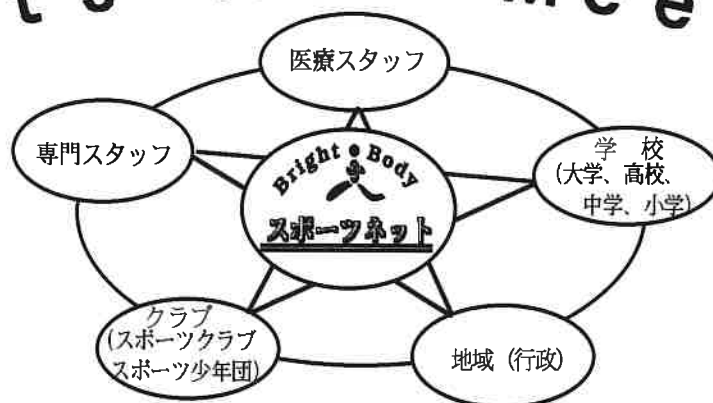 医療スタッフ
専門スタッフ
学 校
(大学、高校、
中学、小学)
Bright Body
スポーツネット
クラブ
(スポーツクラブ
スポーツ少年団)
地域 (行政)